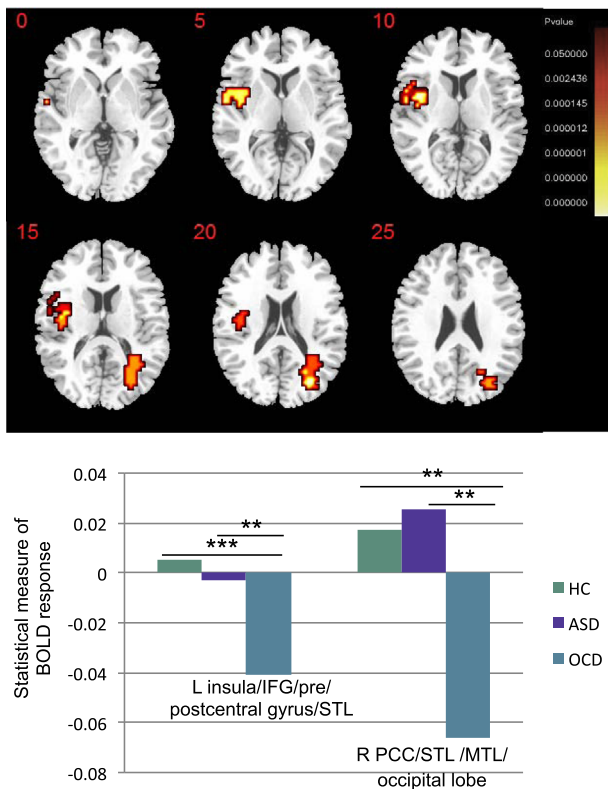 0
5
10
Pvalue
0.050000
0.002436
0.000145
0.000012
0.000001
0.000000
0.000000
15
20
25
0.04
0.02
0
-0.02
-0.04
-0.06
-0.08
Statistical measure of
BOLD response
***
**
**
**
L insula/IFG/pre/
postcentral gyrus/STL
R PCC/STL /MTL/
occipital lobe
HC
ASD
OCD